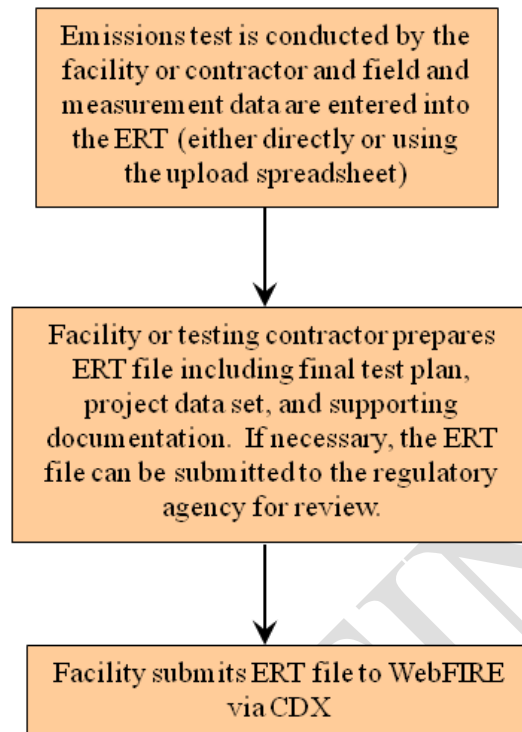 Emissions test is conducted by the
facility or contractor and field and
measurement data are entered into
the ERT (either directly or using
the upload spreadsheet)
Facility or testing contractor prepares
ERT file including final test plan,
project data set, and supporting
documentation.  If necessary, the ERT
file can be submitted to the regulatory
agency for review.
Facility submits ERT file to WebFIRE
via CDX